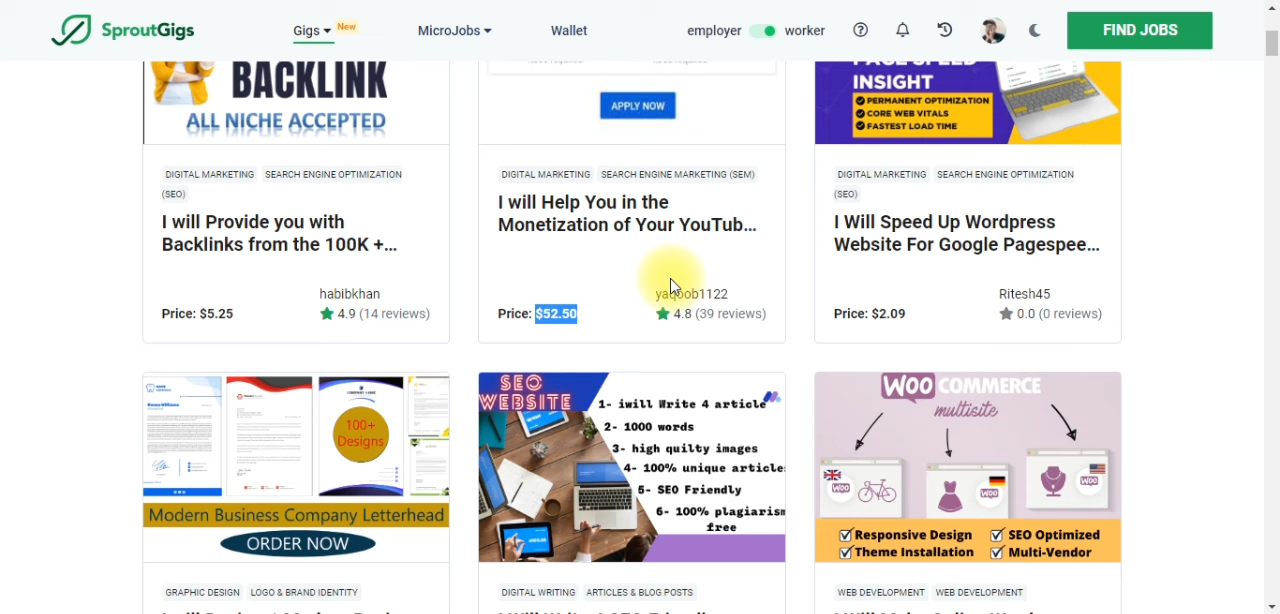 SproutGigs
Gigs
New
MicroJobs
Wallet
employer
worker
FIND JOBS
BACKLINK
ALL NICHE ACCEPTED
APPLY NOW
PAGE SPEED
INSIGHT
PERMANENT OPTIMIZATION
CORE WEB VITALS
FASTEST LOAD TIME
DIGITAL MARKETING
SEARCH ENGINE OPTIMIZATION
(SEO)
I will Provide you with
Backlinks from the 100K +...
habibkhan
Price: $5.25
4.9 (14 reviews)
DIGITAL MARKETING
SEARCH ENGINE MARKETING (SEM)
I will Help You in the
Monetization of Your YouTub...
yaqoob1122
Price: $52.50
4.8 (39 reviews)
DIGITAL MARKETING
SEARCH ENGINE OPTIMIZATION
(SEO)
I Will Speed Up Wordpress
Website For Google Pagespee...
Ritesh45
Price: $2.09
0.0 (0 reviews)
100+
Designs
Modern Business Company Letterhead
ORDER NOW
SEO
WEBSITE
1- iwill Write 4 article
2- 1000 words
3- high quilty images
4- 100% unique articles
5- SEO Friendly
6- 100% plagiarism
free
WOO COMMERCE
multisite
WOO
WOO
WOO
Responsive Design
SEO Optimized
Theme Installation
Multi-Vendor
GRAPHIC DESIGN
LOGO & BRAND IDENTITY
DIGITAL WRITING
ARTICLES & BLOG POSTS
WEB DEVELOPMENT
WEB DEVELOPMENT